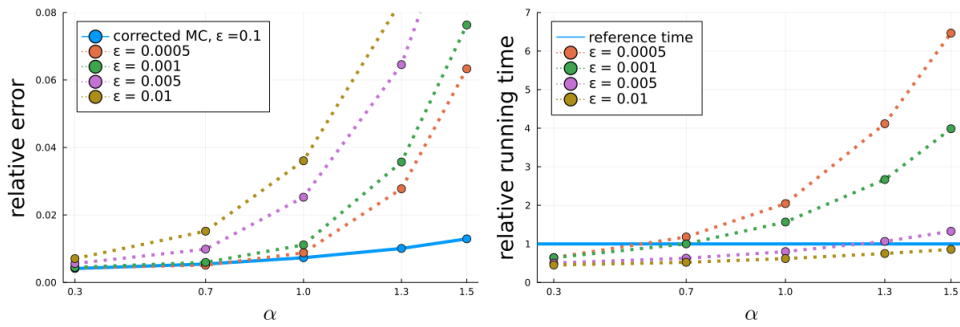 relative error
0.08
0.06
0.04
0.02
0.00
corrected MC, ε =0.1
ε = 0.0005
ε = 0.001
ε = 0.005
ε = 0.01
0.3
0.7
1.0
1.3
1.5
α
relative running time
7
6
5
4
3
2
1
0
reference time
ε = 0.0005
ε = 0.001
ε = 0.005
ε = 0.01
0.3
0.7
1.0
1.3
1.5
α